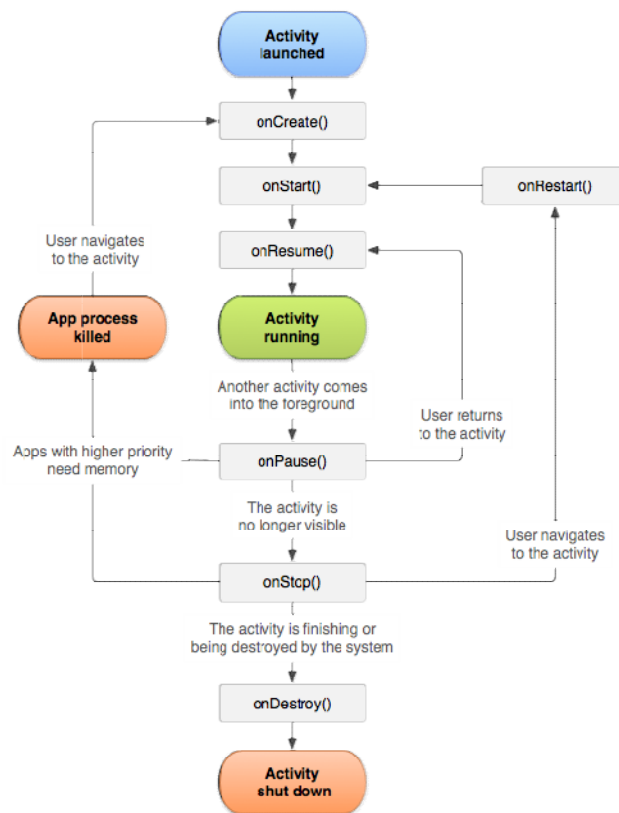 Activity
launched
onCreate()
onStart()
onRestart()
User navigates
to the activity
onResume()
App process
killed
Activity
running
Another activity comes
into the foreground
User returns
to the activity
Apps with higher priority
need memory
onPause()
The activity is
no longer visible
User navigates
to the activity
onStop()
The activity is finishing or
being destroyed by the system
onDestroy()
Activity
shut down